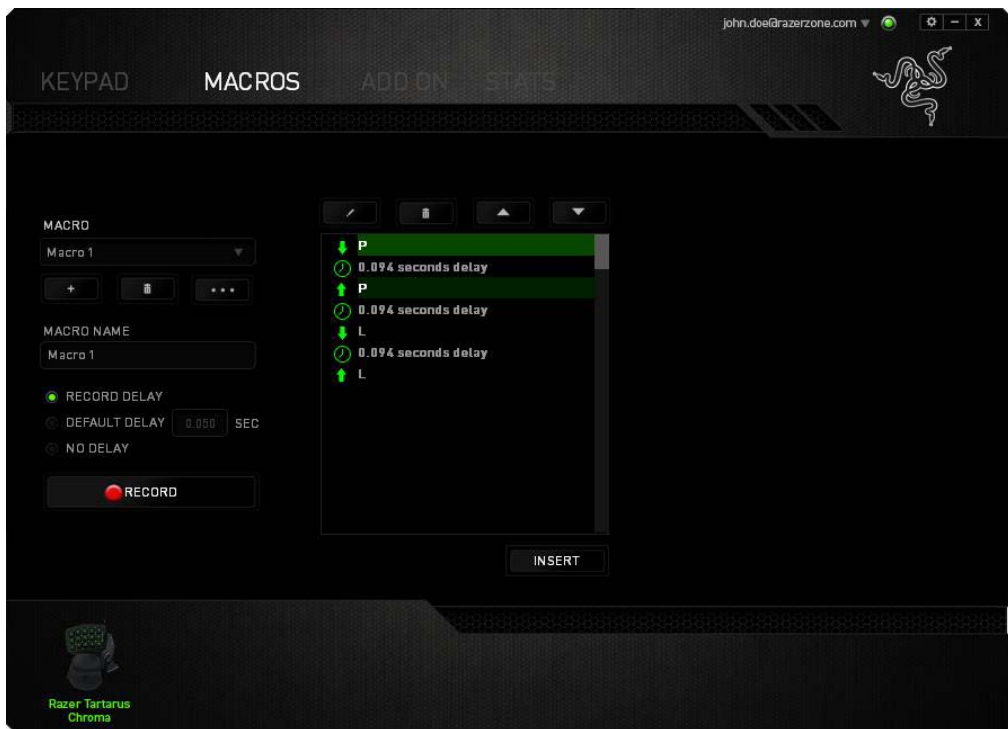 john.doe@razerzone.com
KEYPAD MACROS ADD ON STATS
MACRO
Macro 1
MACRO NAME
Macro 1
RECORD DELAY
DEFAULT DELAY 0.050 SEC
NO DELAY
RECORD
P
0.094 seconds delay
P
0.094 seconds delay
L
0.094 seconds delay
L
INSERT
Razer Tartarus
Chroma